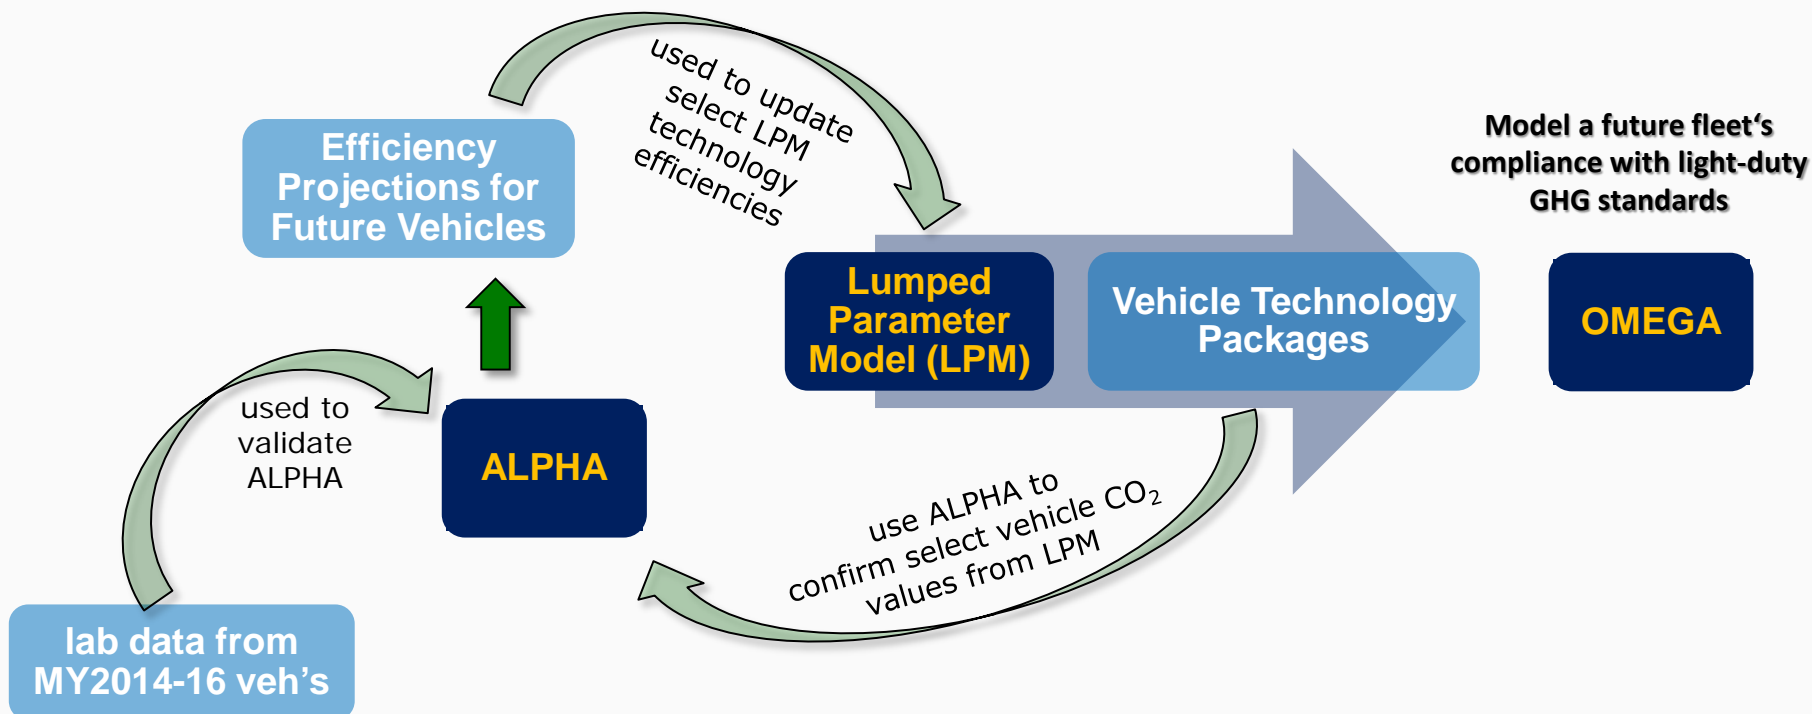 used to update
select LPM
technology
efficiencies
Efficiency
Projections for
Future Vehicles
Model a future fleet‘s
compliance with light-duty
GHG standards
Lumped
Parameter
Model (LPM)
Vehicle Technology
Packages
OMEGA
used to
validate
ALPHA
ALPHA
use ALPHA to
confirm select vehicle CO₂
values from LPM
lab data from
MY2014-16 veh’s